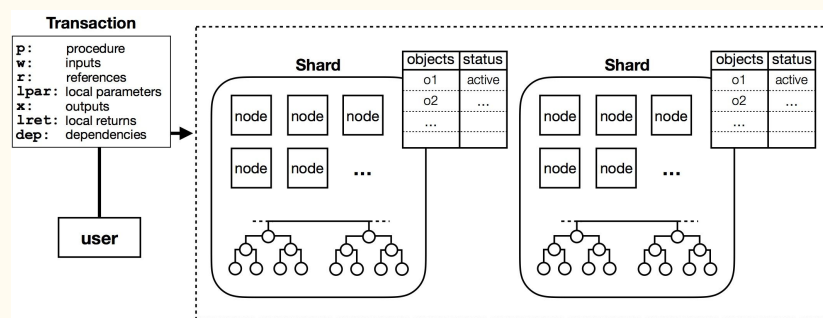 Transaction
p: procedure
w: inputs
r: references
lpar: local parameters
x: outputs
lret: local returns
dep: dependencies
user
Shard
objects status
o1 active
o2 ...
...
node node node
node node ...
Shard
objects status
o1 active
o2 ...
...
node node node
node node ...